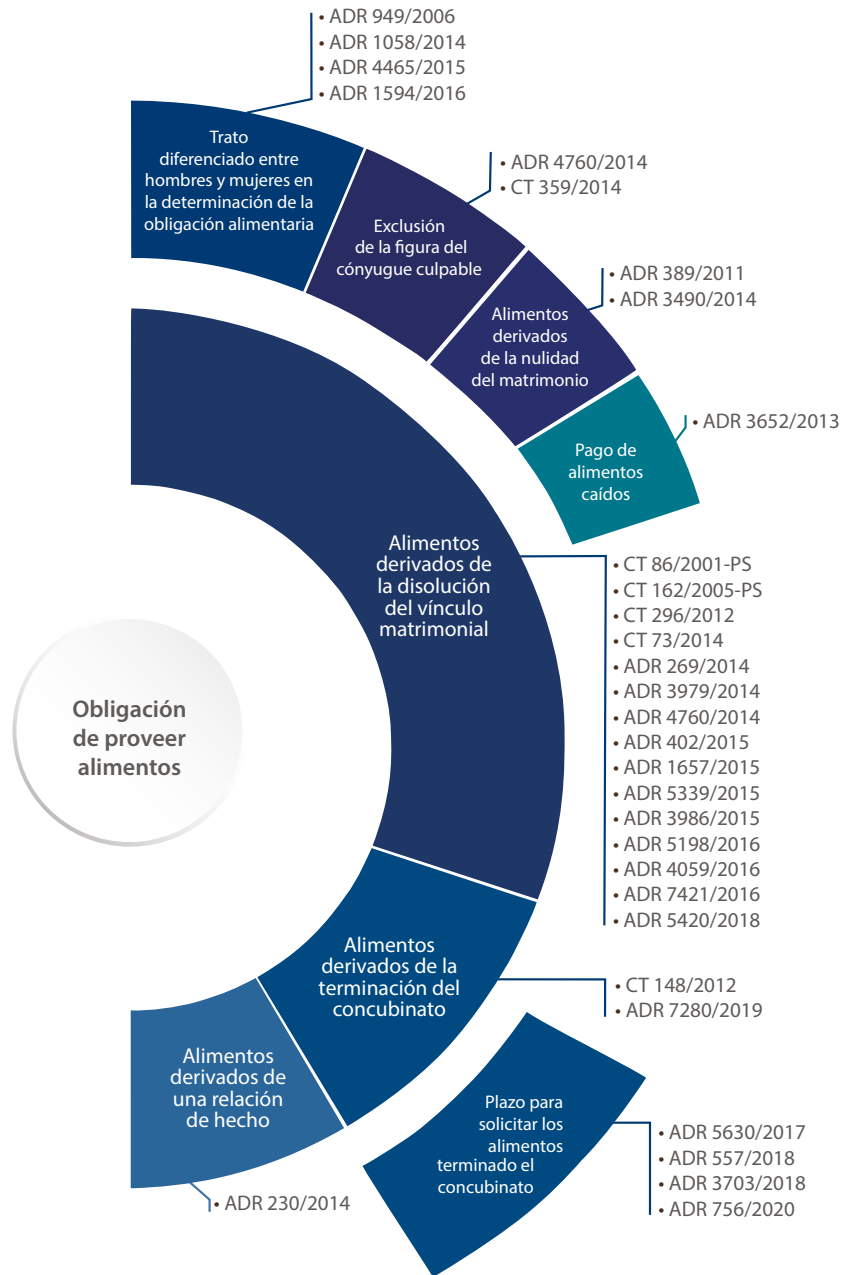 • ADR 949/2006
• ADR 1058/2014
• ADR 4465/2015
• ADR 1594/2016
Trato
diferenciado entre
hombres y mujeres en
la determinación de la
obligación alimentaria
• ADR 4760/2014
• CT 359/2014
Exclusión
de la figura del
cónyugue culpable
• ADR 389/2011
• ADR 3490/2014
Alimentos
derivados
de la nulidad
del matrimonio
• ADR 3652/2013
Pago de
alimentos
caídos
Alimentos
derivados de
la disolución
del vínculo
matrimonial
• CT 86/2001-PS
• CT 162/2005-PS
• CT 296/2012
• CT 73/2014
• ADR 269/2014
• ADR 3979/2014
• ADR 4760/2014
• ADR 402/2015
• ADR 1657/2015
• ADR 5339/2015
• ADR 3986/2015
• ADR 5198/2016
• ADR 4059/2016
• ADR 7421/2016
• ADR 5420/2018
Obligación
de proveer
alimentos
Alimentos
derivados de la
terminación del
concubinato
• CT 148/2012
• ADR 7280/2019
Alimentos
derivados de
una relación
de hecho
• ADR 230/2014
Plazo para
solicitar los
alimentos
terminado el
concubinato
• ADR 5630/2017
• ADR 557/2018
• ADR 3703/2018
• ADR 756/2020